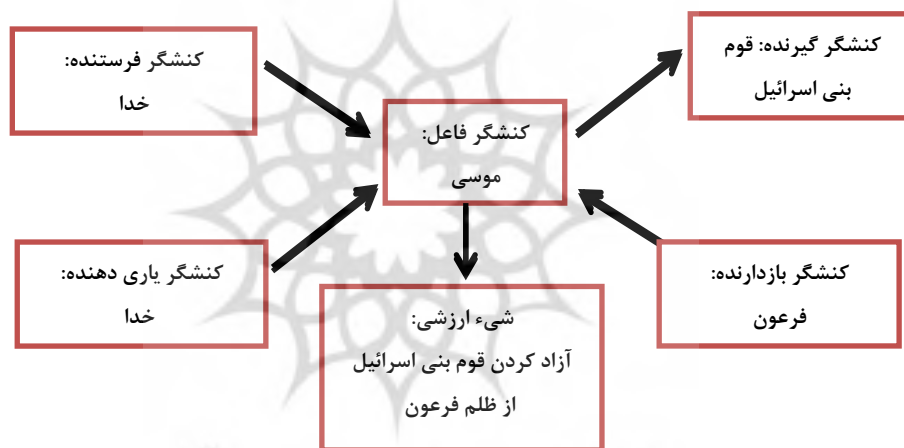 کنشگر گیرنده: قوم
بنی اسرائیل
کنشگر فرستنده:
خدا
کنشگر فاعل:
موسی
کنشگر بازدارنده:
فرعون
کنشگر یاری دهنده:
خدا
شیء ارزشی:
آزاد کردن قوم بنی اسرائیل
از ظلم فرعون